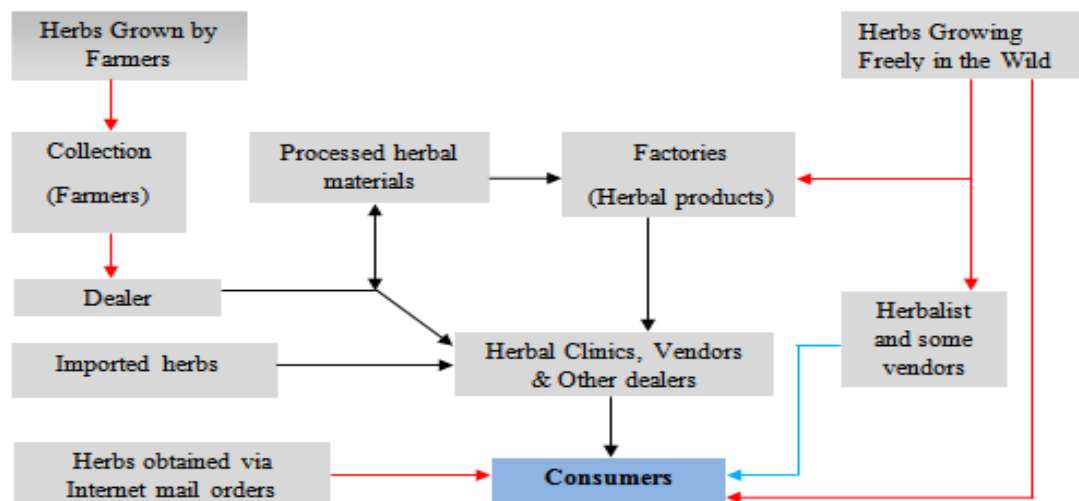 Herbs Grown by
Farmers
Herbs Growing
Freely in the Wild
Collection
(Farmers)
Processed herbal
materials
Factories
(Herbal products)
Dealer
Herbalist
and some
vendors
Imported herbs
Herbal Clinics, Vendors
& Other dealers
Herbs obtained via
Internet mail orders
Consumers